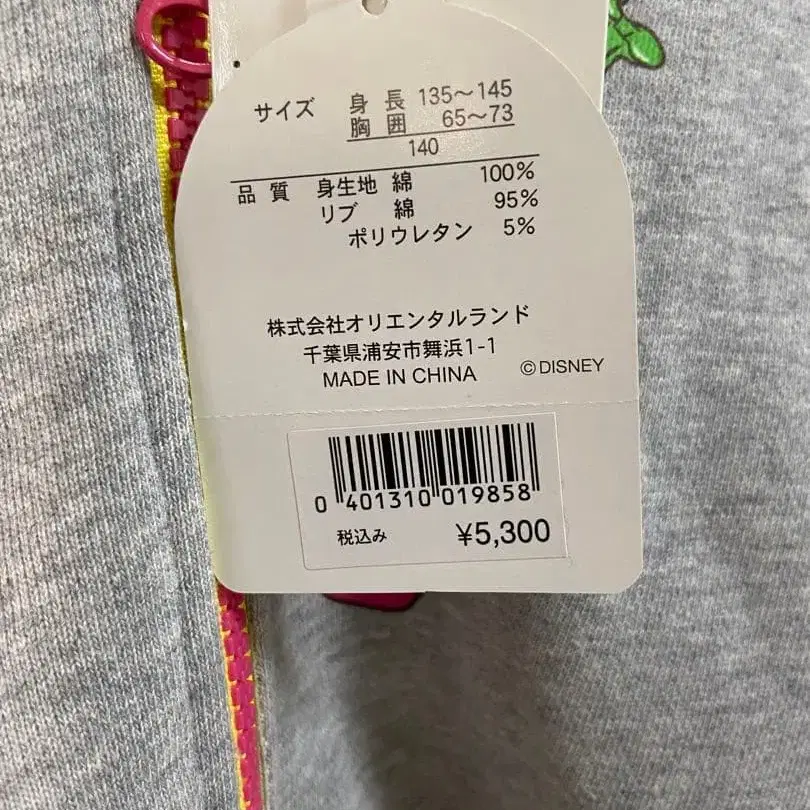 サイズ 身長 135〜145
胸囲 65〜73
140
品質 身生地 綿 100%
リブ 綿 95%
ポリウレタン 5%
株式会社オリエンタルランド
千葉県浦安市舞浜1-1
MADE IN CHINA ©DISNEY
0 401310 019858
税込み ¥5,300